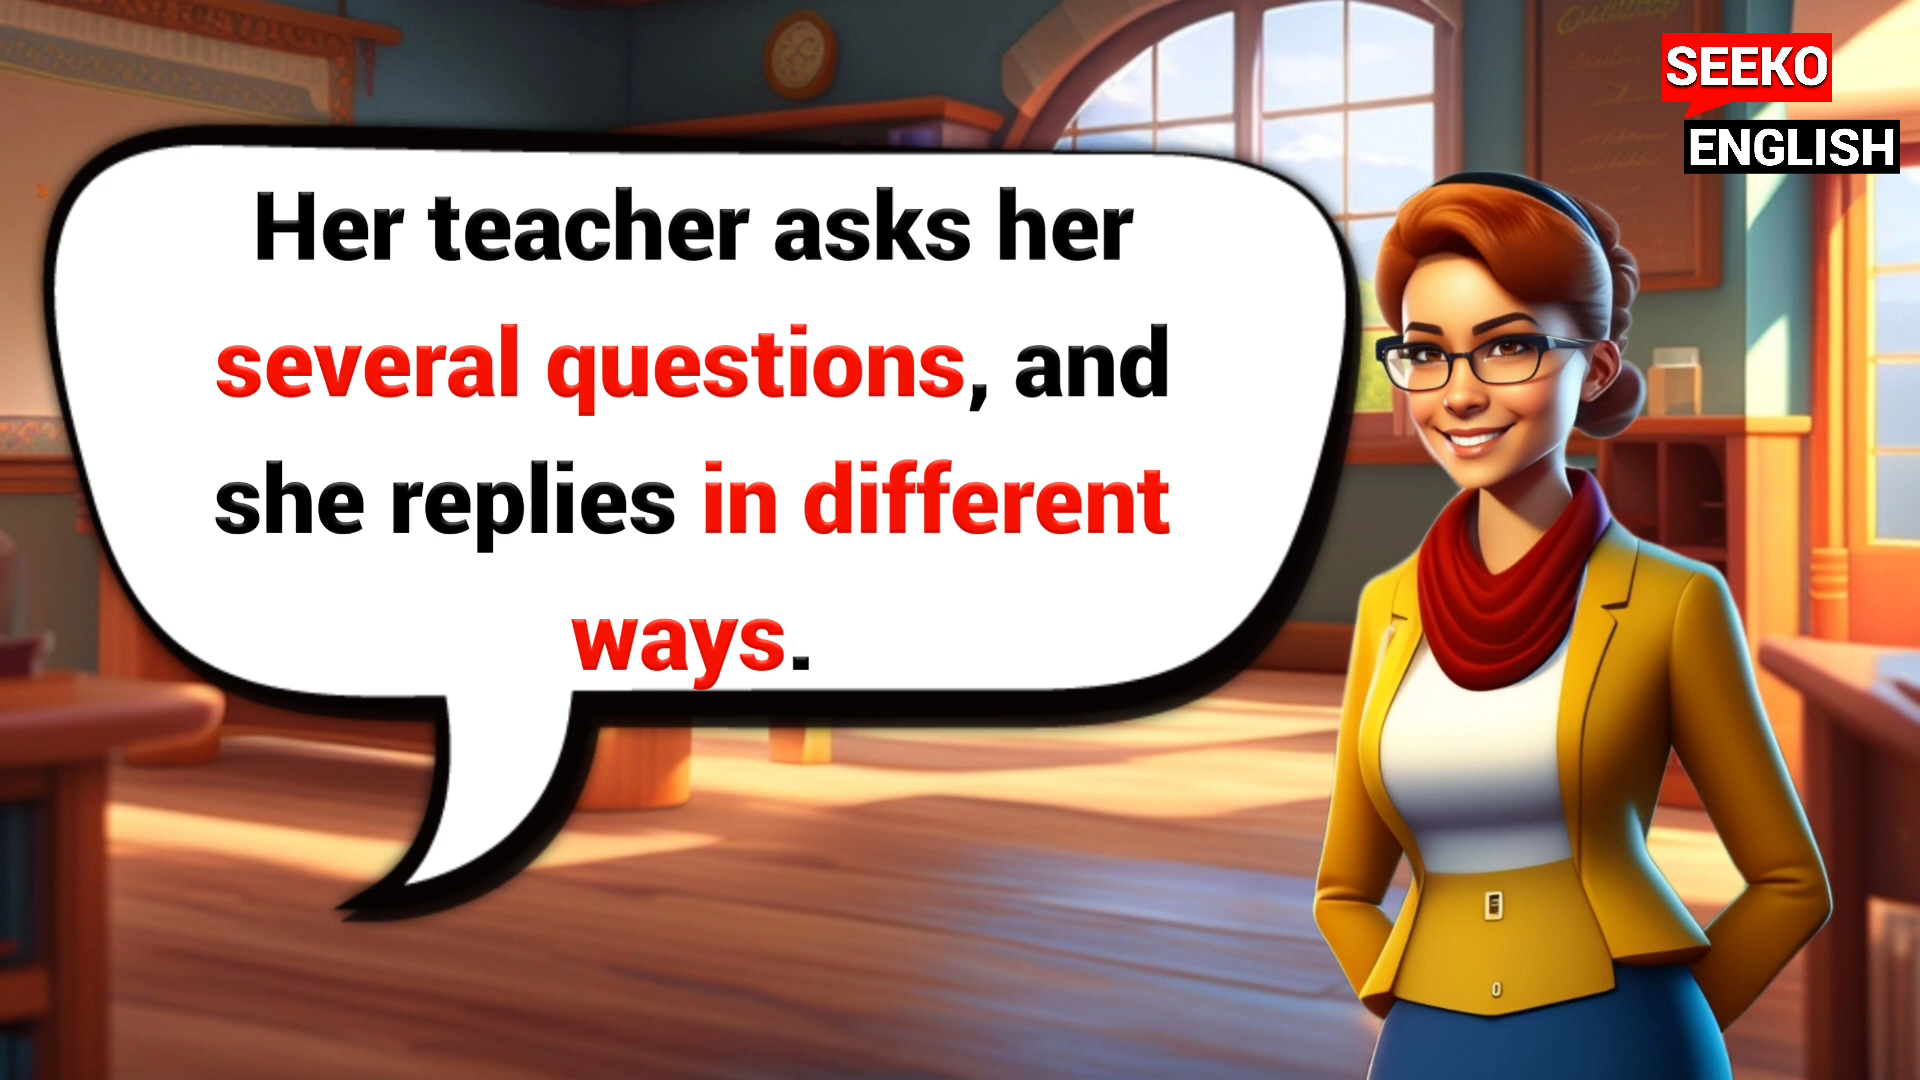 SEEKO
ENGLISH
Her teacher asks her
several questions, and
she replies in different
ways.